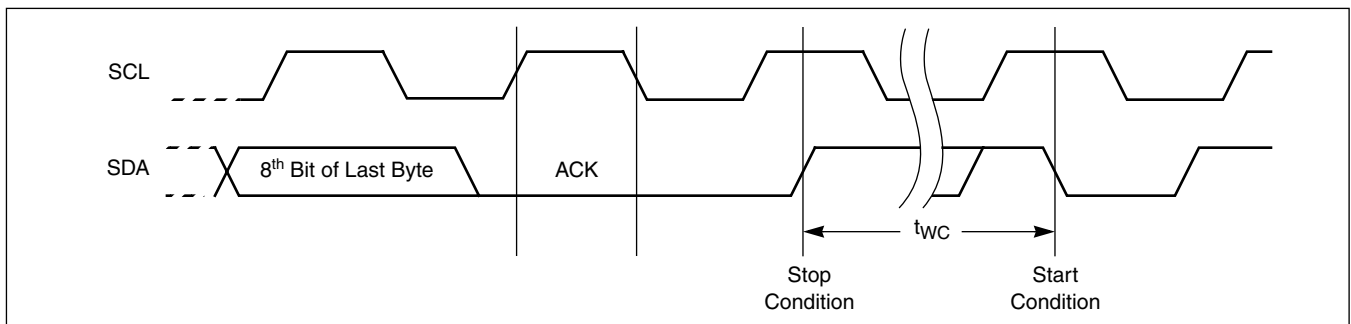 SCL
SDA
8th Bit of Last Byte
ACK
tWC
Stop
Condition
Start
Condition